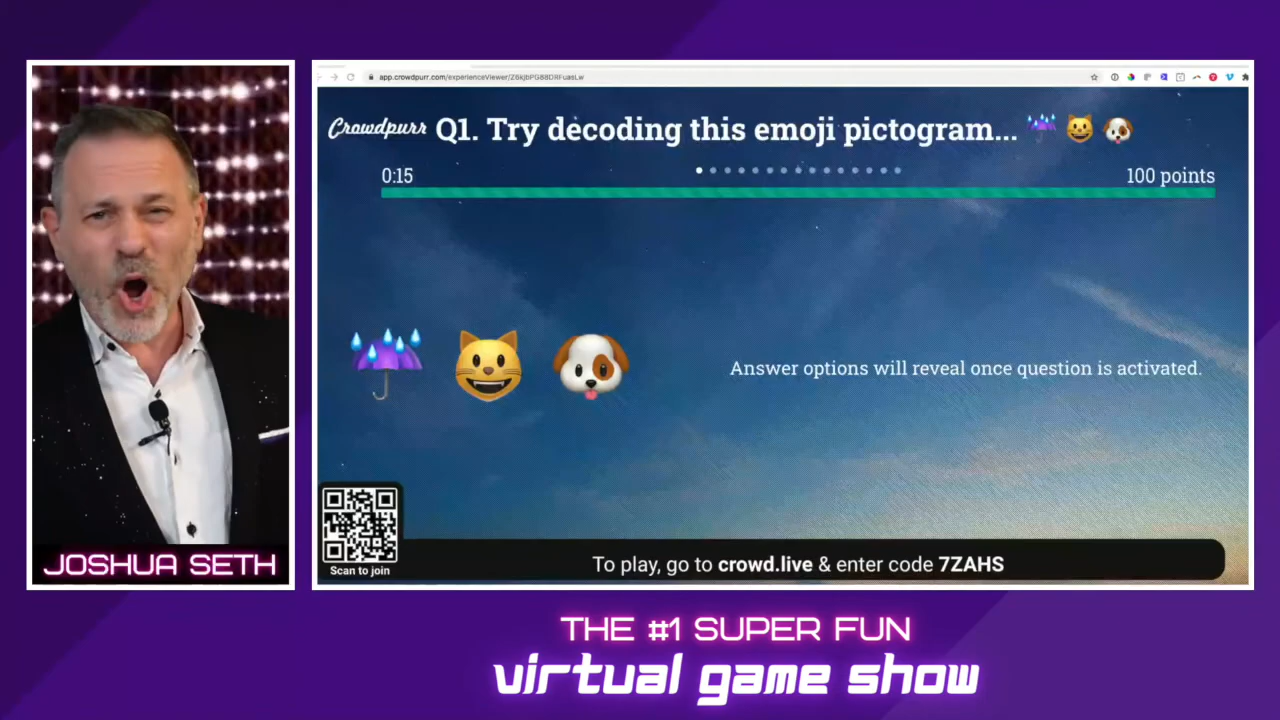 app.crowdpurr.com/experienceViewer/Z6kjbPG88DRFuasLw
Crowdpurr Q1. Try decoding this emoji pictogram... ☔😺🐶
0:15
100 points
Answer options will reveal once question is activated.
Scan to join
To play, go to crowd.live & enter code 7ZAHS
JOSHUA SETH
THE #1 SUPER FUN
virtual game show